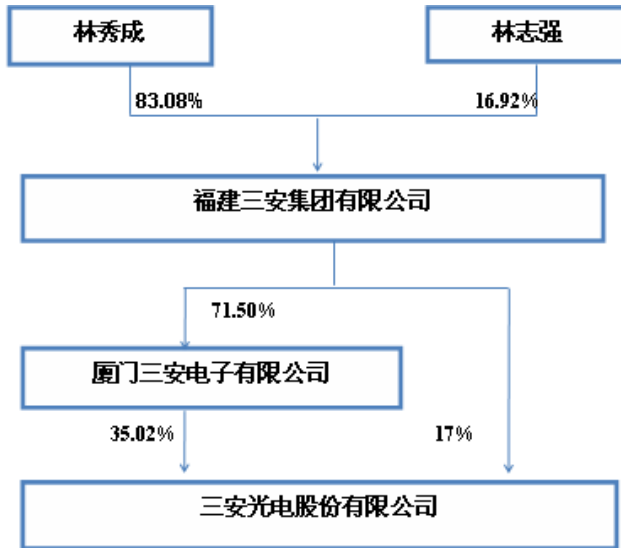 林秀成
林志强
83.08%
16.92%
福建三安集团有限公司
71.50%
厦门三安电子有限公司
35.02%
17%
三安光电股份有限公司